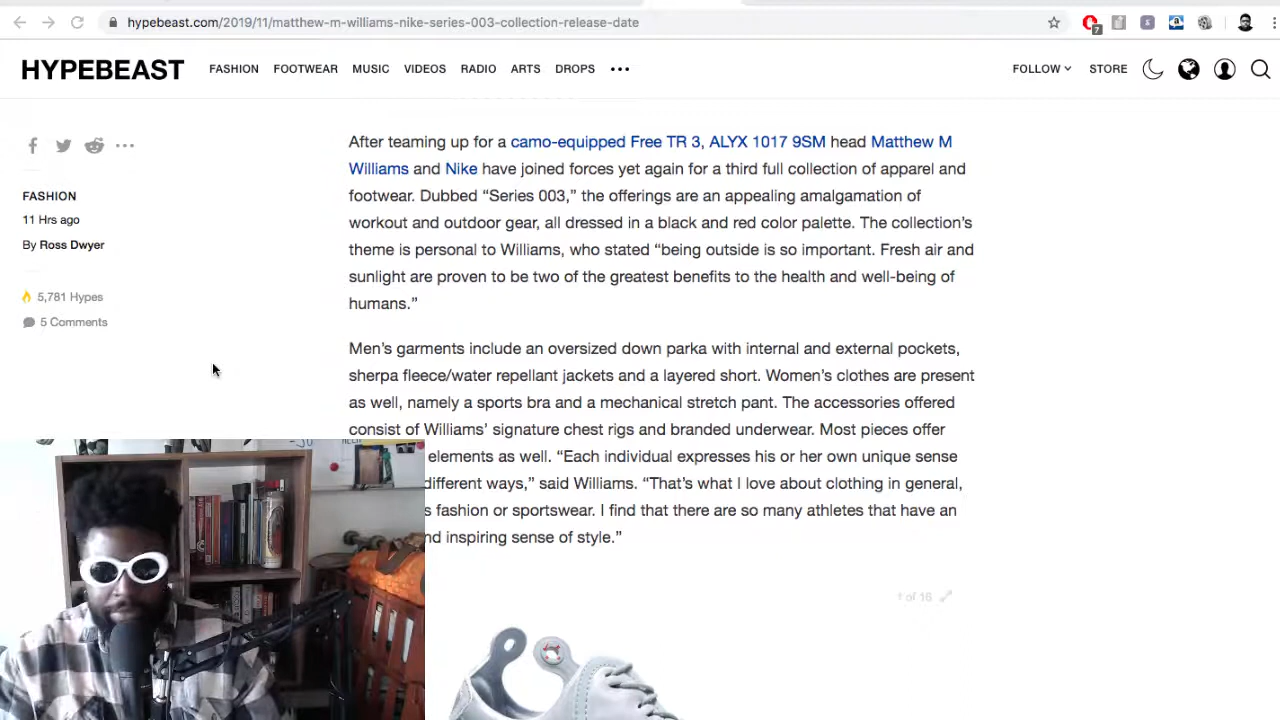 hypebeast.com/2019/11/matthew-m-williams-nike-series-003-collection-release-date
7
HYPEBEAST FASHION FOOTWEAR MUSIC VIDEOS RADIO ARTS DROPS ••• FOLLOW STORE
FASHION
11 Hrs ago
By Ross Dwyer
5,781 Hypes
5 Comments
After teaming up for a camo-equipped Free TR 3, ALYX 1017 9SM head Matthew M
Williams and Nike have joined forces yet again for a third full collection of apparel and
footwear. Dubbed “Series 003,” the offerings are an appealing amalgamation of
workout and outdoor gear, all dressed in a black and red color palette. The collection’s
theme is personal to Williams, who stated “being outside is so important. Fresh air and
sunlight are proven to be two of the greatest benefits to the health and well-being of
humans.”
Men’s garments include an oversized down parka with internal and external pockets,
sherpa fleece/water repellant jackets and a layered short. Women’s clothes are present
as well, namely a sports bra and a mechanical stretch pant. The accessories offered
consist of Williams’ signature chest rigs and branded underwear. Most pieces offer
elements as well. “Each individual expresses his or her own unique sense
different ways,” said Williams. “That’s what I love about clothing in general,
s fashion or sportswear. I find that there are so many athletes that have an
nd inspiring sense of style.”
1 of 16